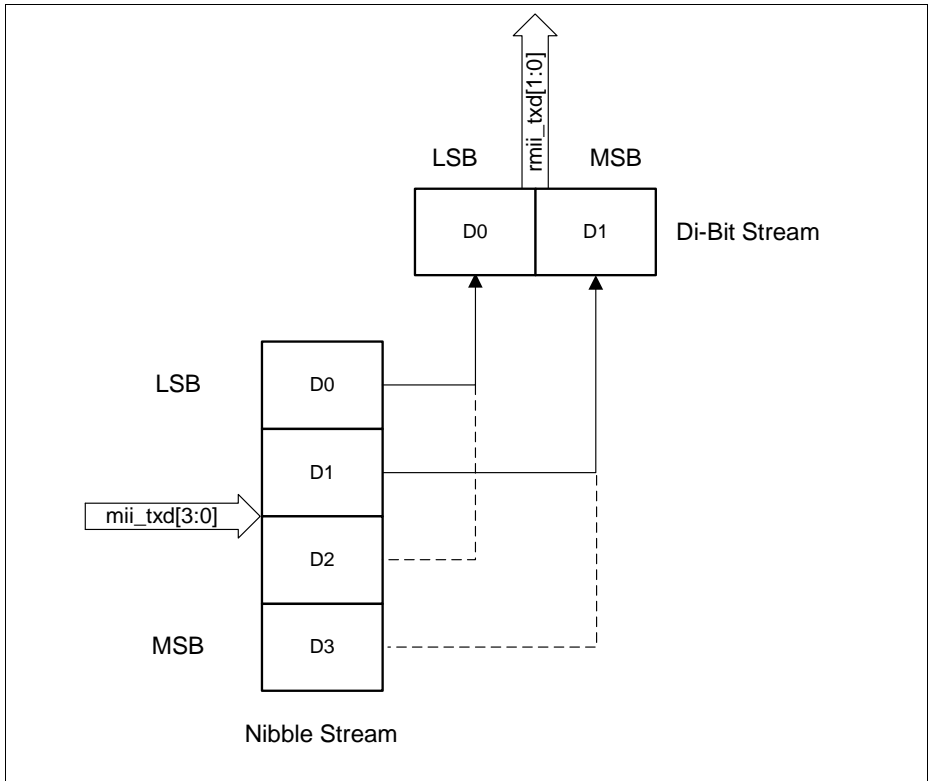 rmii_txd[1:0]
LSB
MSB
D0
D1
Di-Bit Stream
LSB
D0
D1
mii_txd[3:0]
D2
MSB
D3
Nibble Stream